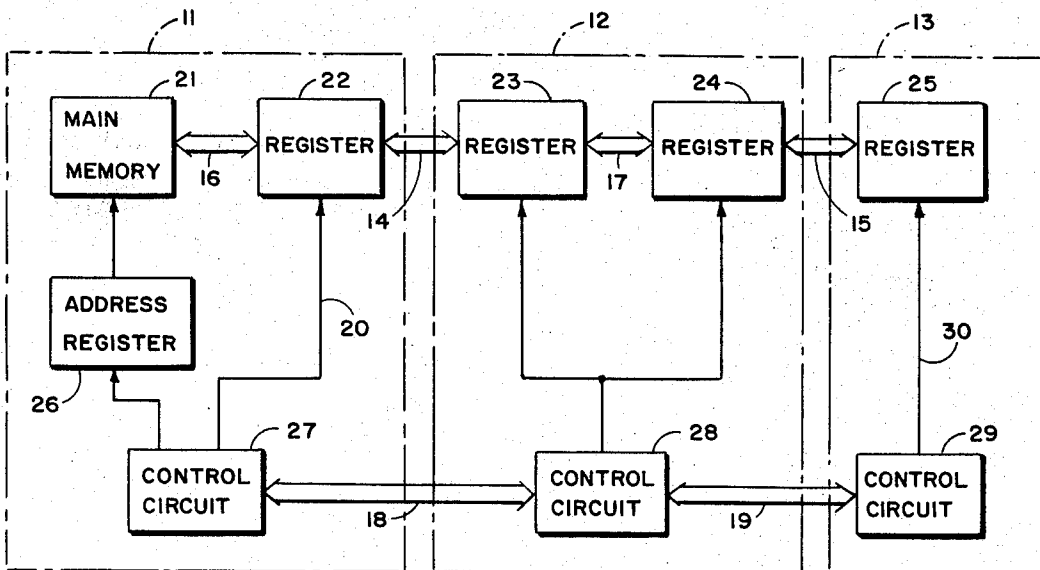 11
12
13
21
22
23
24
25
MAIN
MEMORY
REGISTER
REGISTER
REGISTER
REGISTER
16
14
17
15
ADDRESS
REGISTER
20
30
26
27
28
29
CONTROL
CIRCUIT
CONTROL
CIRCUIT
CONTROL
CIRCUIT
18
19